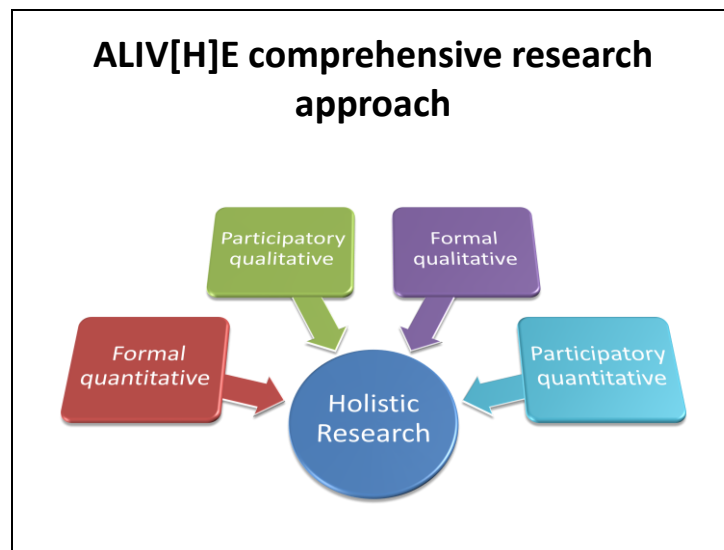 ALIV[H]E comprehensive research
approach
Participatory
qualitative
Formal
qualitative
Formal
quantitative
Participatory
quantitative
Holistic
Research